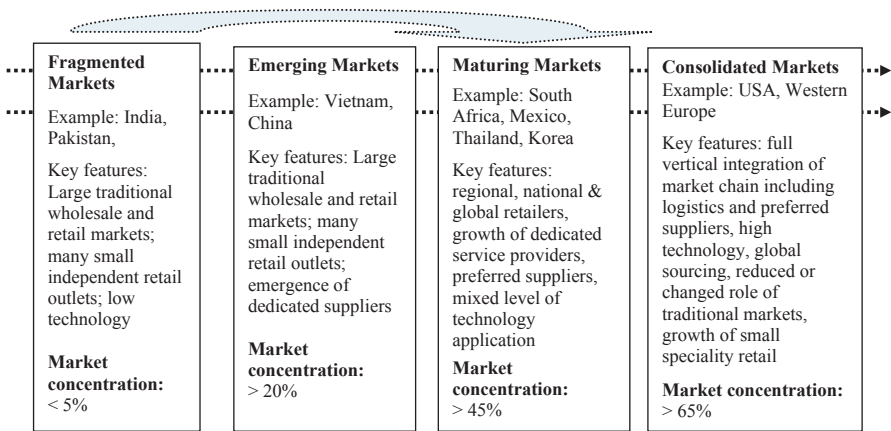 Fragmented
Markets
Example: India,
Pakistan,
Key features:
Large traditional
wholesale and
retail markets;
many small
independent retail
outlets; low
technology
Market
concentration:
< 5%
Emerging Markets
Example: Vietnam,
China
Key features: Large
traditional
wholesale and retail
markets; many
small independent
retail outlets;
emergence of
dedicated suppliers
Market
concentration:
> 20%
Maturing Markets
Example: South
Africa, Mexico,
Thailand, Korea
Key features:
regional, national &
global retailers,
growth of dedicated
service providers,
preferred suppliers,
mixed level of
technology
application
Market
concentration:
> 45%
Consolidated Markets
Example: USA, Western
Europe
Key features: full
vertical integration of
market chain including
logistics and preferred
suppliers, high
technology, global
sourcing, reduced or
changed role of
traditional markets,
growth of small
speciality retail
Market concentration:
> 65%